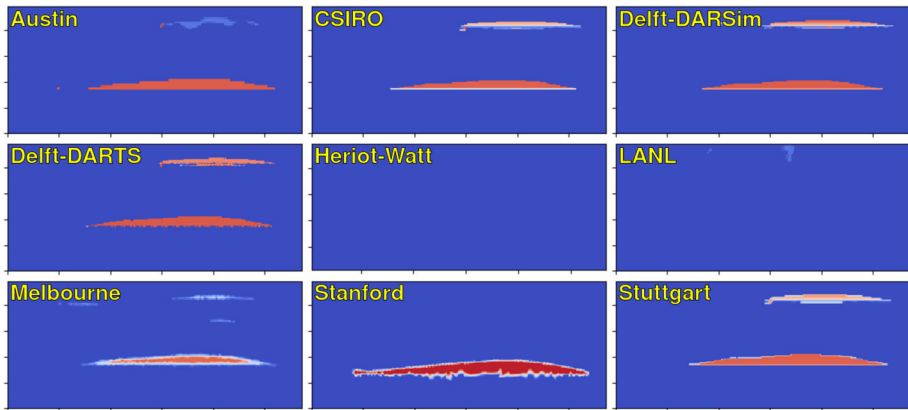 Austin
CSIRO
Delft-DARSim
Delft-DARTS
Heriot-Watt
LANL
Melbourne
Stanford
Stuttgart